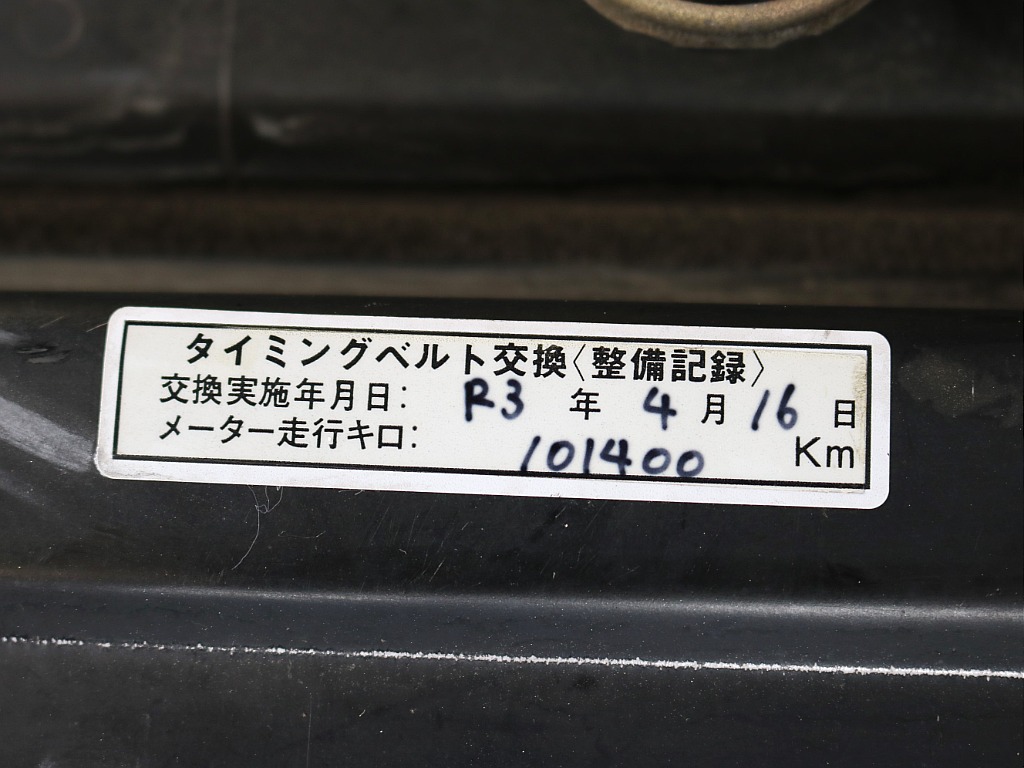 タイミングベルト交換〈整備記録〉
交換実施年月日: R3 年 4 月 16 日
メーター走行キロ: 101400 Km